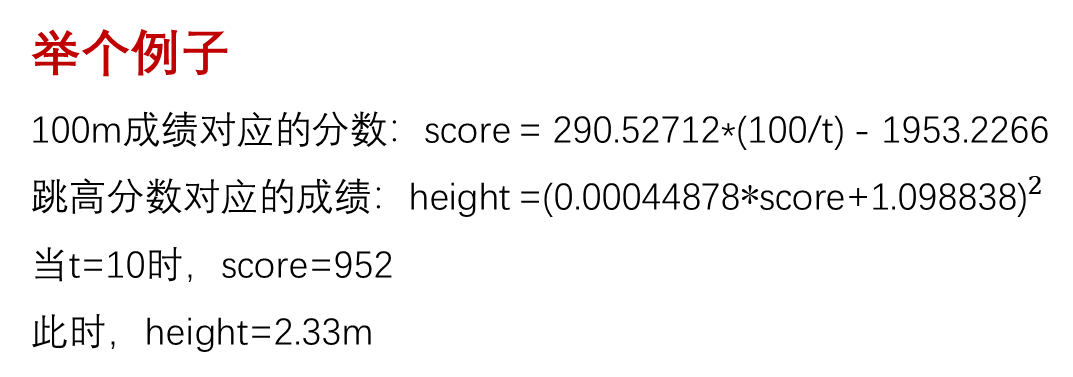 举个例子
100m成绩对应的分数：score = 290.52712*(100/t) - 1953.2266
跳高分数对应的成绩：height =(0.00044878*score+1.098838)²
当t=10时，score=952
此时，height=2.33m